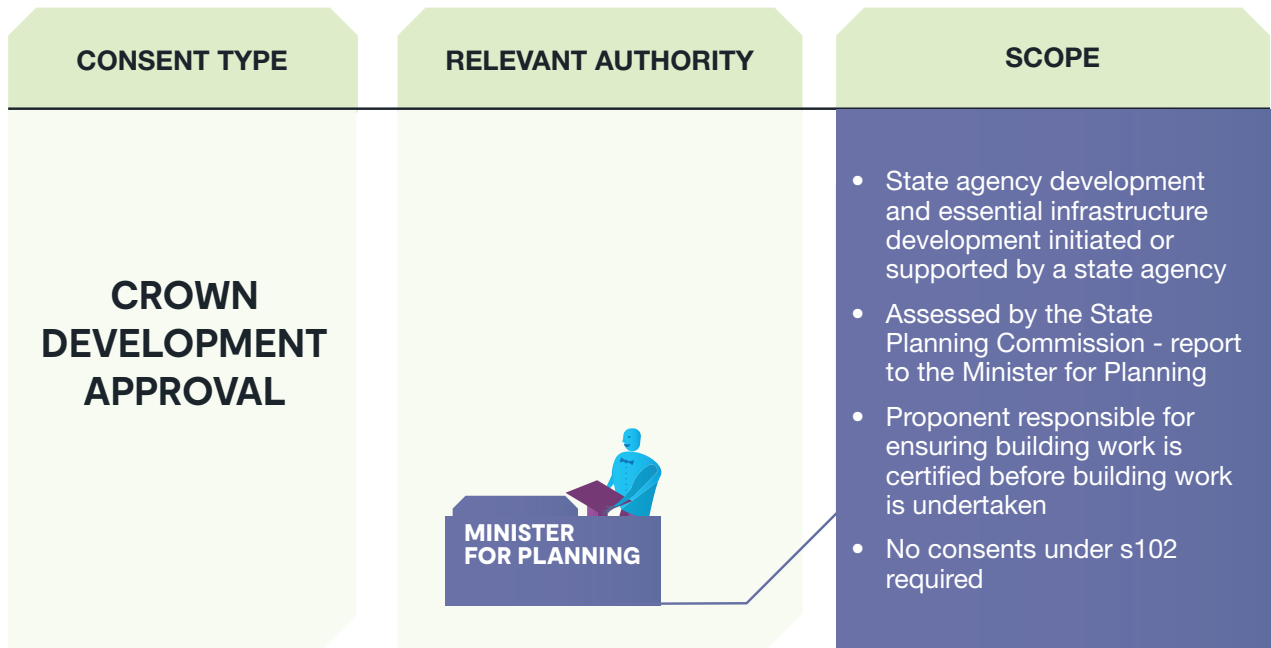 CONSENT TYPE
RELEVANT AUTHORITY
SCOPE
CROWN
DEVELOPMENT
APPROVAL
MINISTER
FOR PLANNING
• State agency development
and essential infrastructure
development initiated or
supported by a state agency
• Assessed by the State
Planning Commission - report
to the Minister for Planning
• Proponent responsible for
ensuring building work is
certified before building work
is undertaken
• No consents under s102
required